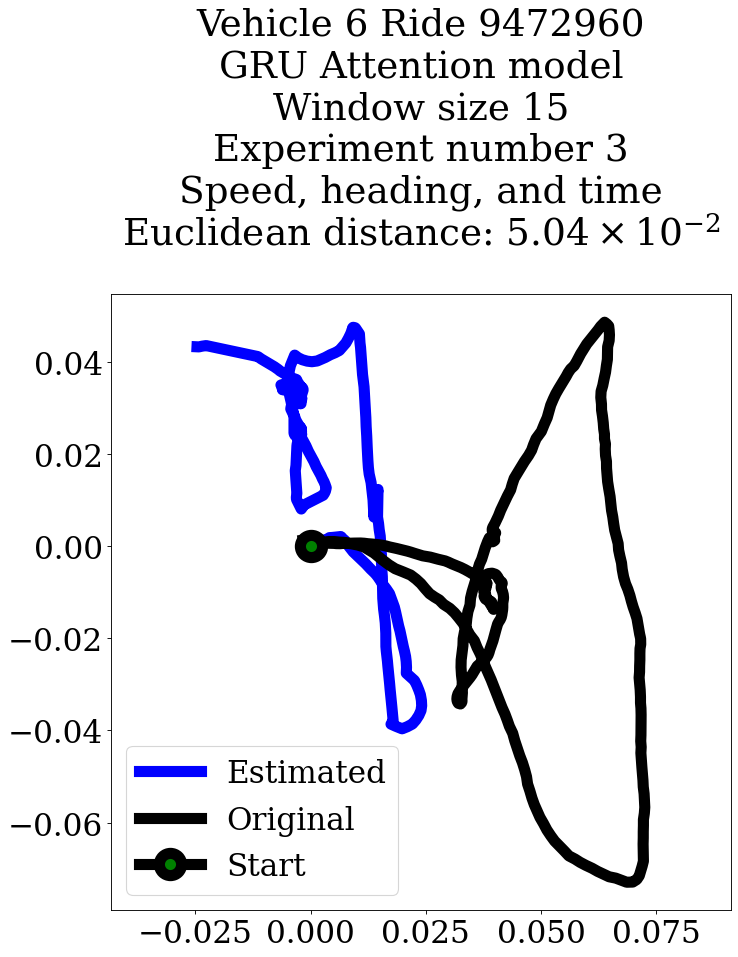 Vehicle 6 Ride 9472960
GRU Attention model
Window size 15
Experiment number 3
Speed, heading, and time
Euclidean distance: 5.04 × 10⁻²
0.04
0.02
0.00
−0.02
−0.04
−0.06
Estimated
Original
Start
−0.025 0.000 0.025 0.050 0.075